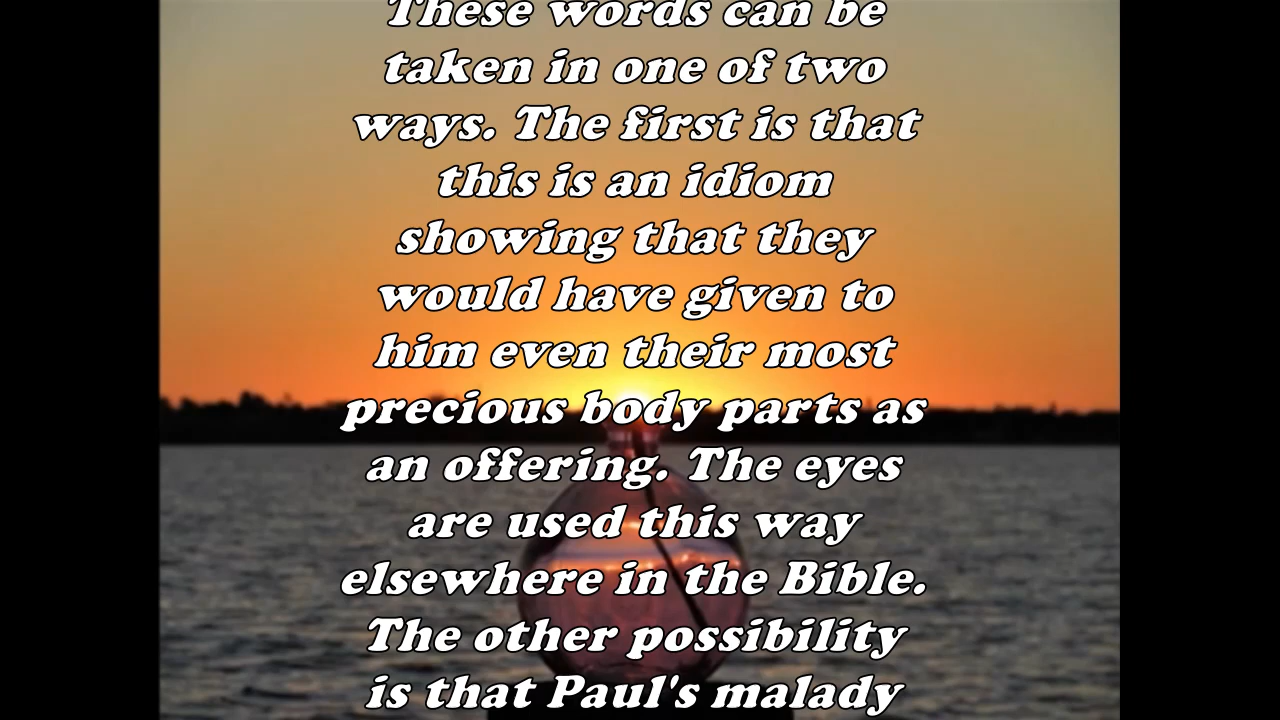 These words can be
taken in one of two
ways. The first is that
this is an idiom
showing that they
would have given to
him even their most
precious body parts as
an offering. The eyes
are used this way
elsewhere in the Bible.
The other possibility
is that Paul's malady